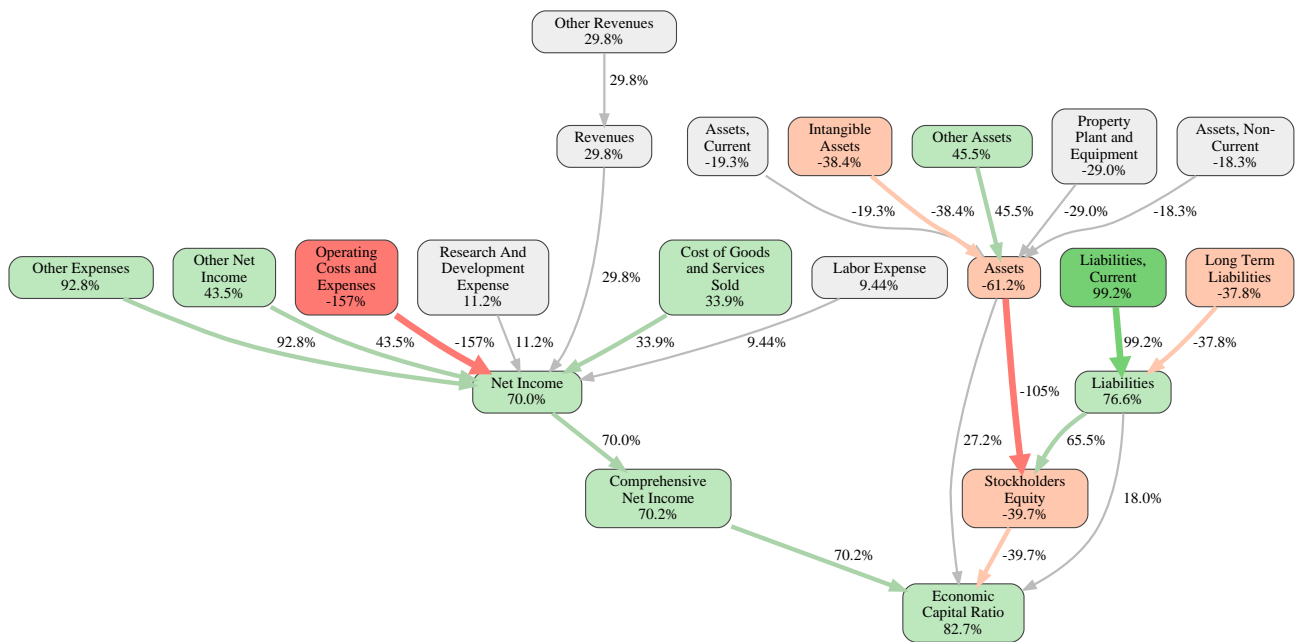 Other Revenues
29.8%
29.8%
Revenues
29.8%
Assets,
Current
-19.3%
Intangible
Assets
-38.4%
Other Assets
45.5%
Property
Plant and
Equipment
-29.0%
Assets, Non-
Current
-18.3%
-19.3%
-38.4%
45.5%
-29.0%
-18.3%
Other Expenses
92.8%
Other Net
Income
43.5%
Operating
Costs and
Expenses
-157%
Research And
Development
Expense
11.2%
29.8%
Cost of Goods
and Services
Sold
33.9%
Labor Expense
9.44%
Assets
-61.2%
Liabilities,
Current
99.2%
Long Term
Liabilities
-37.8%
92.8%
43.5%
-157%
11.2%
33.9%
9.44%
99.2%
-37.8%
Net Income
70.0%
-105%
Liabilities
76.6%
70.0%
27.2%
65.5%
Comprehensive
Net Income
70.2%
Stockholders
Equity
-39.7%
18.0%
70.2%
-39.7%
Economic
Capital Ratio
82.7%